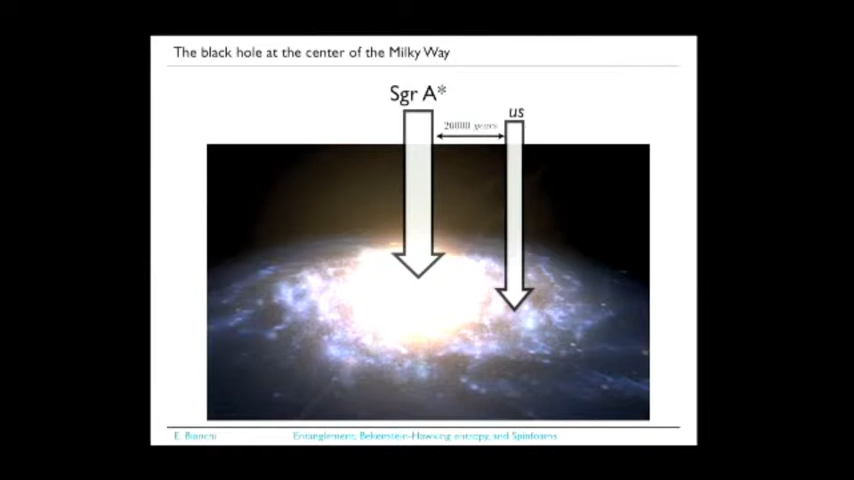 The black hole at the center of the Milky Way
Sgr A*
us
26000 years
E. Bianchi
Entanglement, Bekenstein-Hawking entropy, and Spinfoams